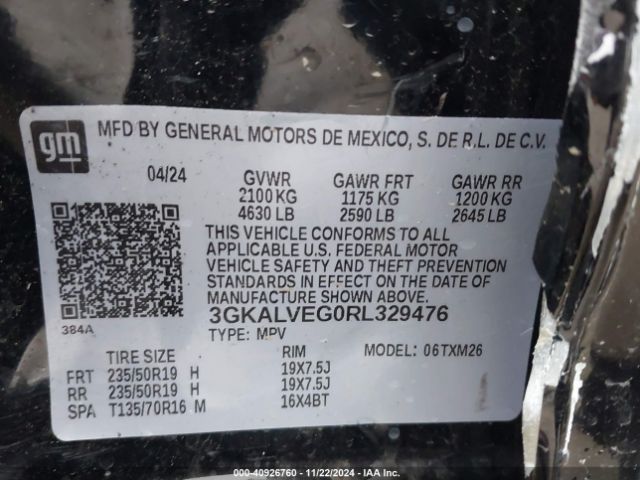 gm
MFD BY GENERAL MOTORS DE MEXICO, S. DE R.L. DE C.V.
04/24 GVWR GAWR FRT GAWR RR
2100 KG 1175 KG 1200 KG
4630 LB 2590 LB 2645 LB
THIS VEHICLE CONFORMS TO ALL
APPLICABLE U.S. FEDERAL MOTOR
VEHICLE SAFETY AND THEFT PREVENTION
STANDARDS IN EFFECT ON THE DATE OF
MANUFACTURE SHOWN ABOVE.
3GKALVEG0RL329476
384A
TYPE: MPV MODEL: 06TXM26
TIRE SIZE RIM
FRT 235/50R19 H 19X7.5J
RR 235/50R19 H 19X7.5J
SPA T135/70R16 M 16X4BT
000-40926760 - 11/22/2024 - IAA Inc.